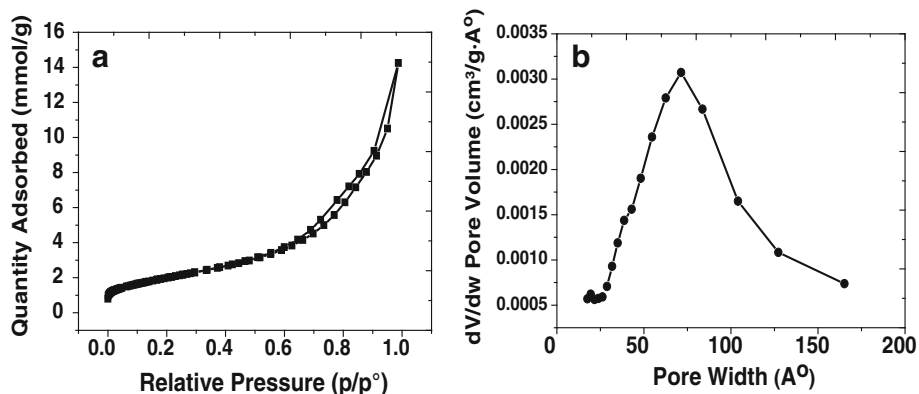 a
Quantity Adsorbed (mmol/g)
16
14
12
10
8
6
4
2
0
0.0 0.2 0.4 0.6 0.8 1.0
Relative Pressure (p/p°)
b
dV/dw Pore Volume (cm³/g·A°)
0.0035
0.0030
0.0025
0.0020
0.0015
0.0010
0.0005
0 50 100 150 200
Pore Width (A°)